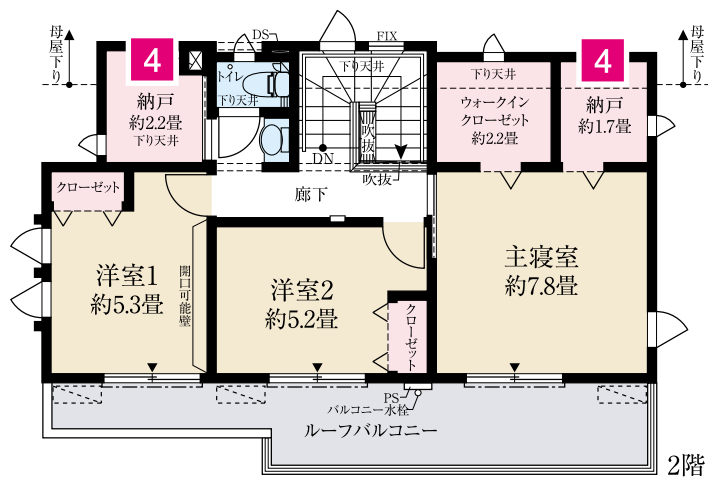 母屋下り
DS
FIX
母屋下り
4
4
納戸
約2.2畳
下り天井
トイレ
下り天井
下り天井
吹抜
DN
吹抜
下り天井
ウォークイン
クローゼット
約2.2畳
納戸
約1.7畳
クローゼット
廊下
洋室1
約5.3畳
開口可能壁
洋室2
約5.2畳
クローゼット
主寝室
約7.8畳
PS
バルコニー水栓
ルーフバルコニー
2階